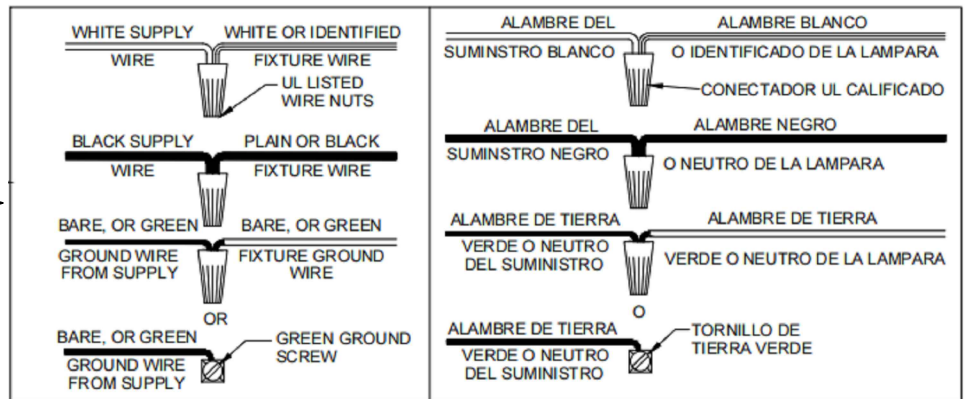 WHITE SUPPLY WHITE OR IDENTIFIED
WIRE FIXTURE WIRE
UL LISTED
WIRE NUTS
BLACK SUPPLY PLAIN OR BLACK
WIRE FIXTURE WIRE
BARE, OR GREEN BARE, OR GREEN
GROUND WIRE FIXTURE GROUND
FROM SUPPLY WIRE
OR
BARE, OR GREEN GREEN GROUND
SCREW
GROUND WIRE
FROM SUPPLY
ALAMBRE DEL ALAMBRE BLANCO
SUMINSTRO BLANCO O IDENTIFICADO DE LA LAMPARA
CONECTADOR UL CALIFICADO
ALAMBRE DEL ALAMBRE NEGRO
SUMINSTRO NEGRO O NEUTRO DE LA LAMPARA
ALAMBRE DE TIERRA ALAMBRE DE TIERRA
VERDE O NEUTRO VERDE O NEUTRO DE LA LAMPARA
DEL SUMINISTRO
O
ALAMBRE DE TIERRA TORNILLO DE
TIERRA VERDE
VERDE O NEUTRO
DEL SUMINISTRO